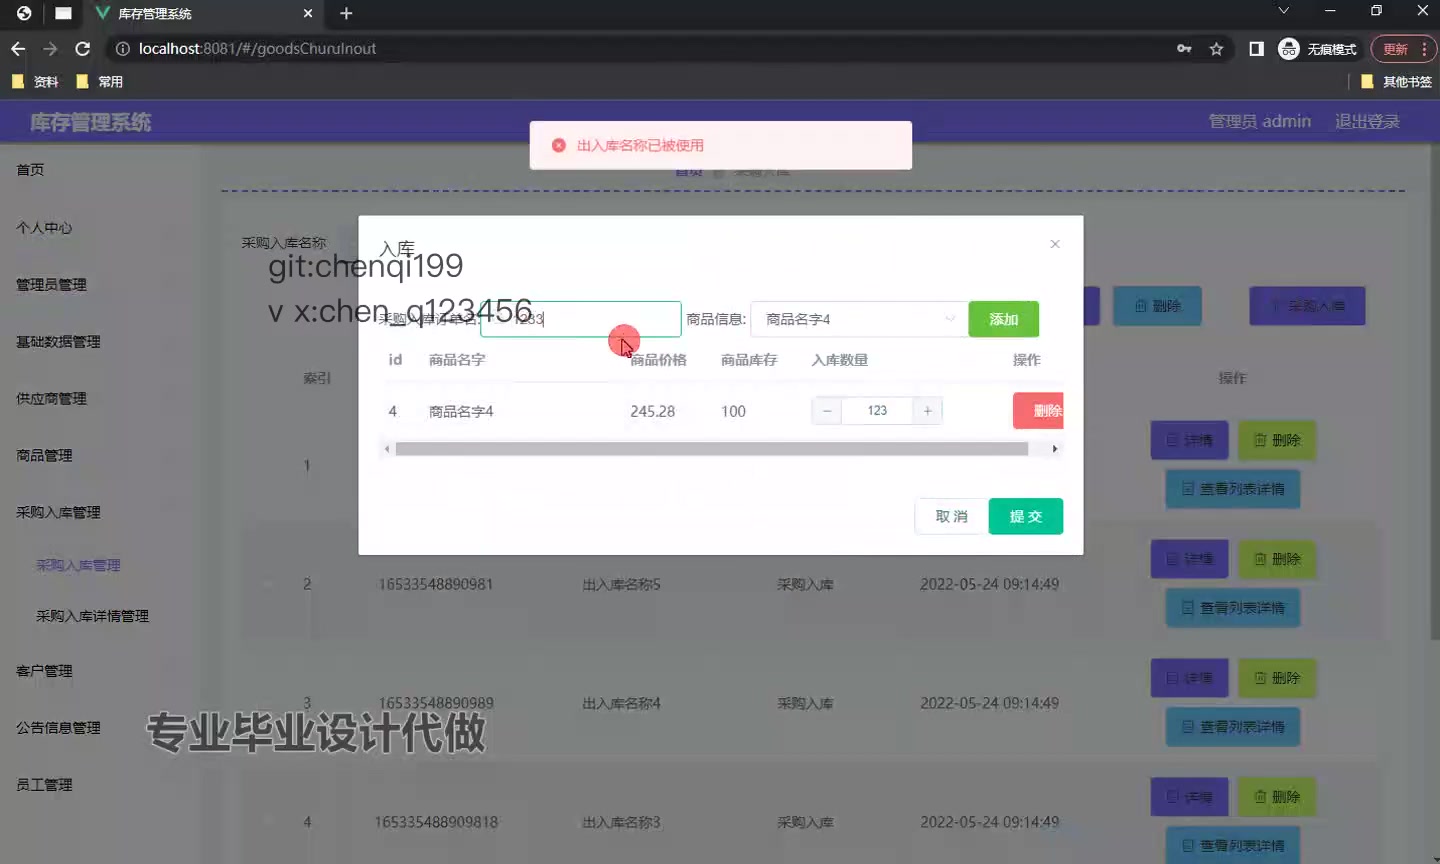 库存管理系统
localhost:8081/#/goodsChuruInout
无痕模式
更新
资料
常用
其他书签
库存管理系统
管理员 admin
退出登录
出入库名称已被使用
首页
采购入库
首页
个人中心
管理员管理
基础数据管理
供应商管理
商品管理
采购入库管理
采购入库管理
采购入库详情管理
客户管理
公告信息管理
员工管理
采购入库名称
入库
git:chenqi199
v x:chen_q123456
采购入库订单名:
1233
商品信息:
商品名字4
添加
id 商品名字 商品价格 商品库存 入库数量 操作
4 商品名字4 245.28 100 − 123 + 删除
取 消
提 交
删除
采购入库
索引
操作
1
详情 删除
查看列表详情
2 16533548890981 出入库名称5 采购入库 2022-05-24 09:14:49 详情 删除
查看列表详情
3 16533548890989 出入库名称4 采购入库 2022-05-24 09:14:49 详情 删除
查看列表详情
专业毕业设计代做
4 165335488909818 出入库名称3 采购入库 2022-05-24 09:14:49 详情 删除
查看列表详情